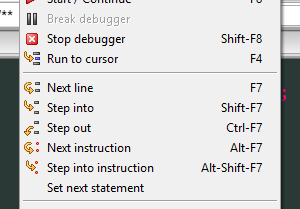 Start / Continue F8
/**
Break debugger
Stop debugger Shift-F8
Run to cursor F4
Next line F7
;
Step into Shift-F7
Step out Ctrl-F7
Next instruction Alt-F7
Step into instruction Alt-Shift-F7
Set next statement